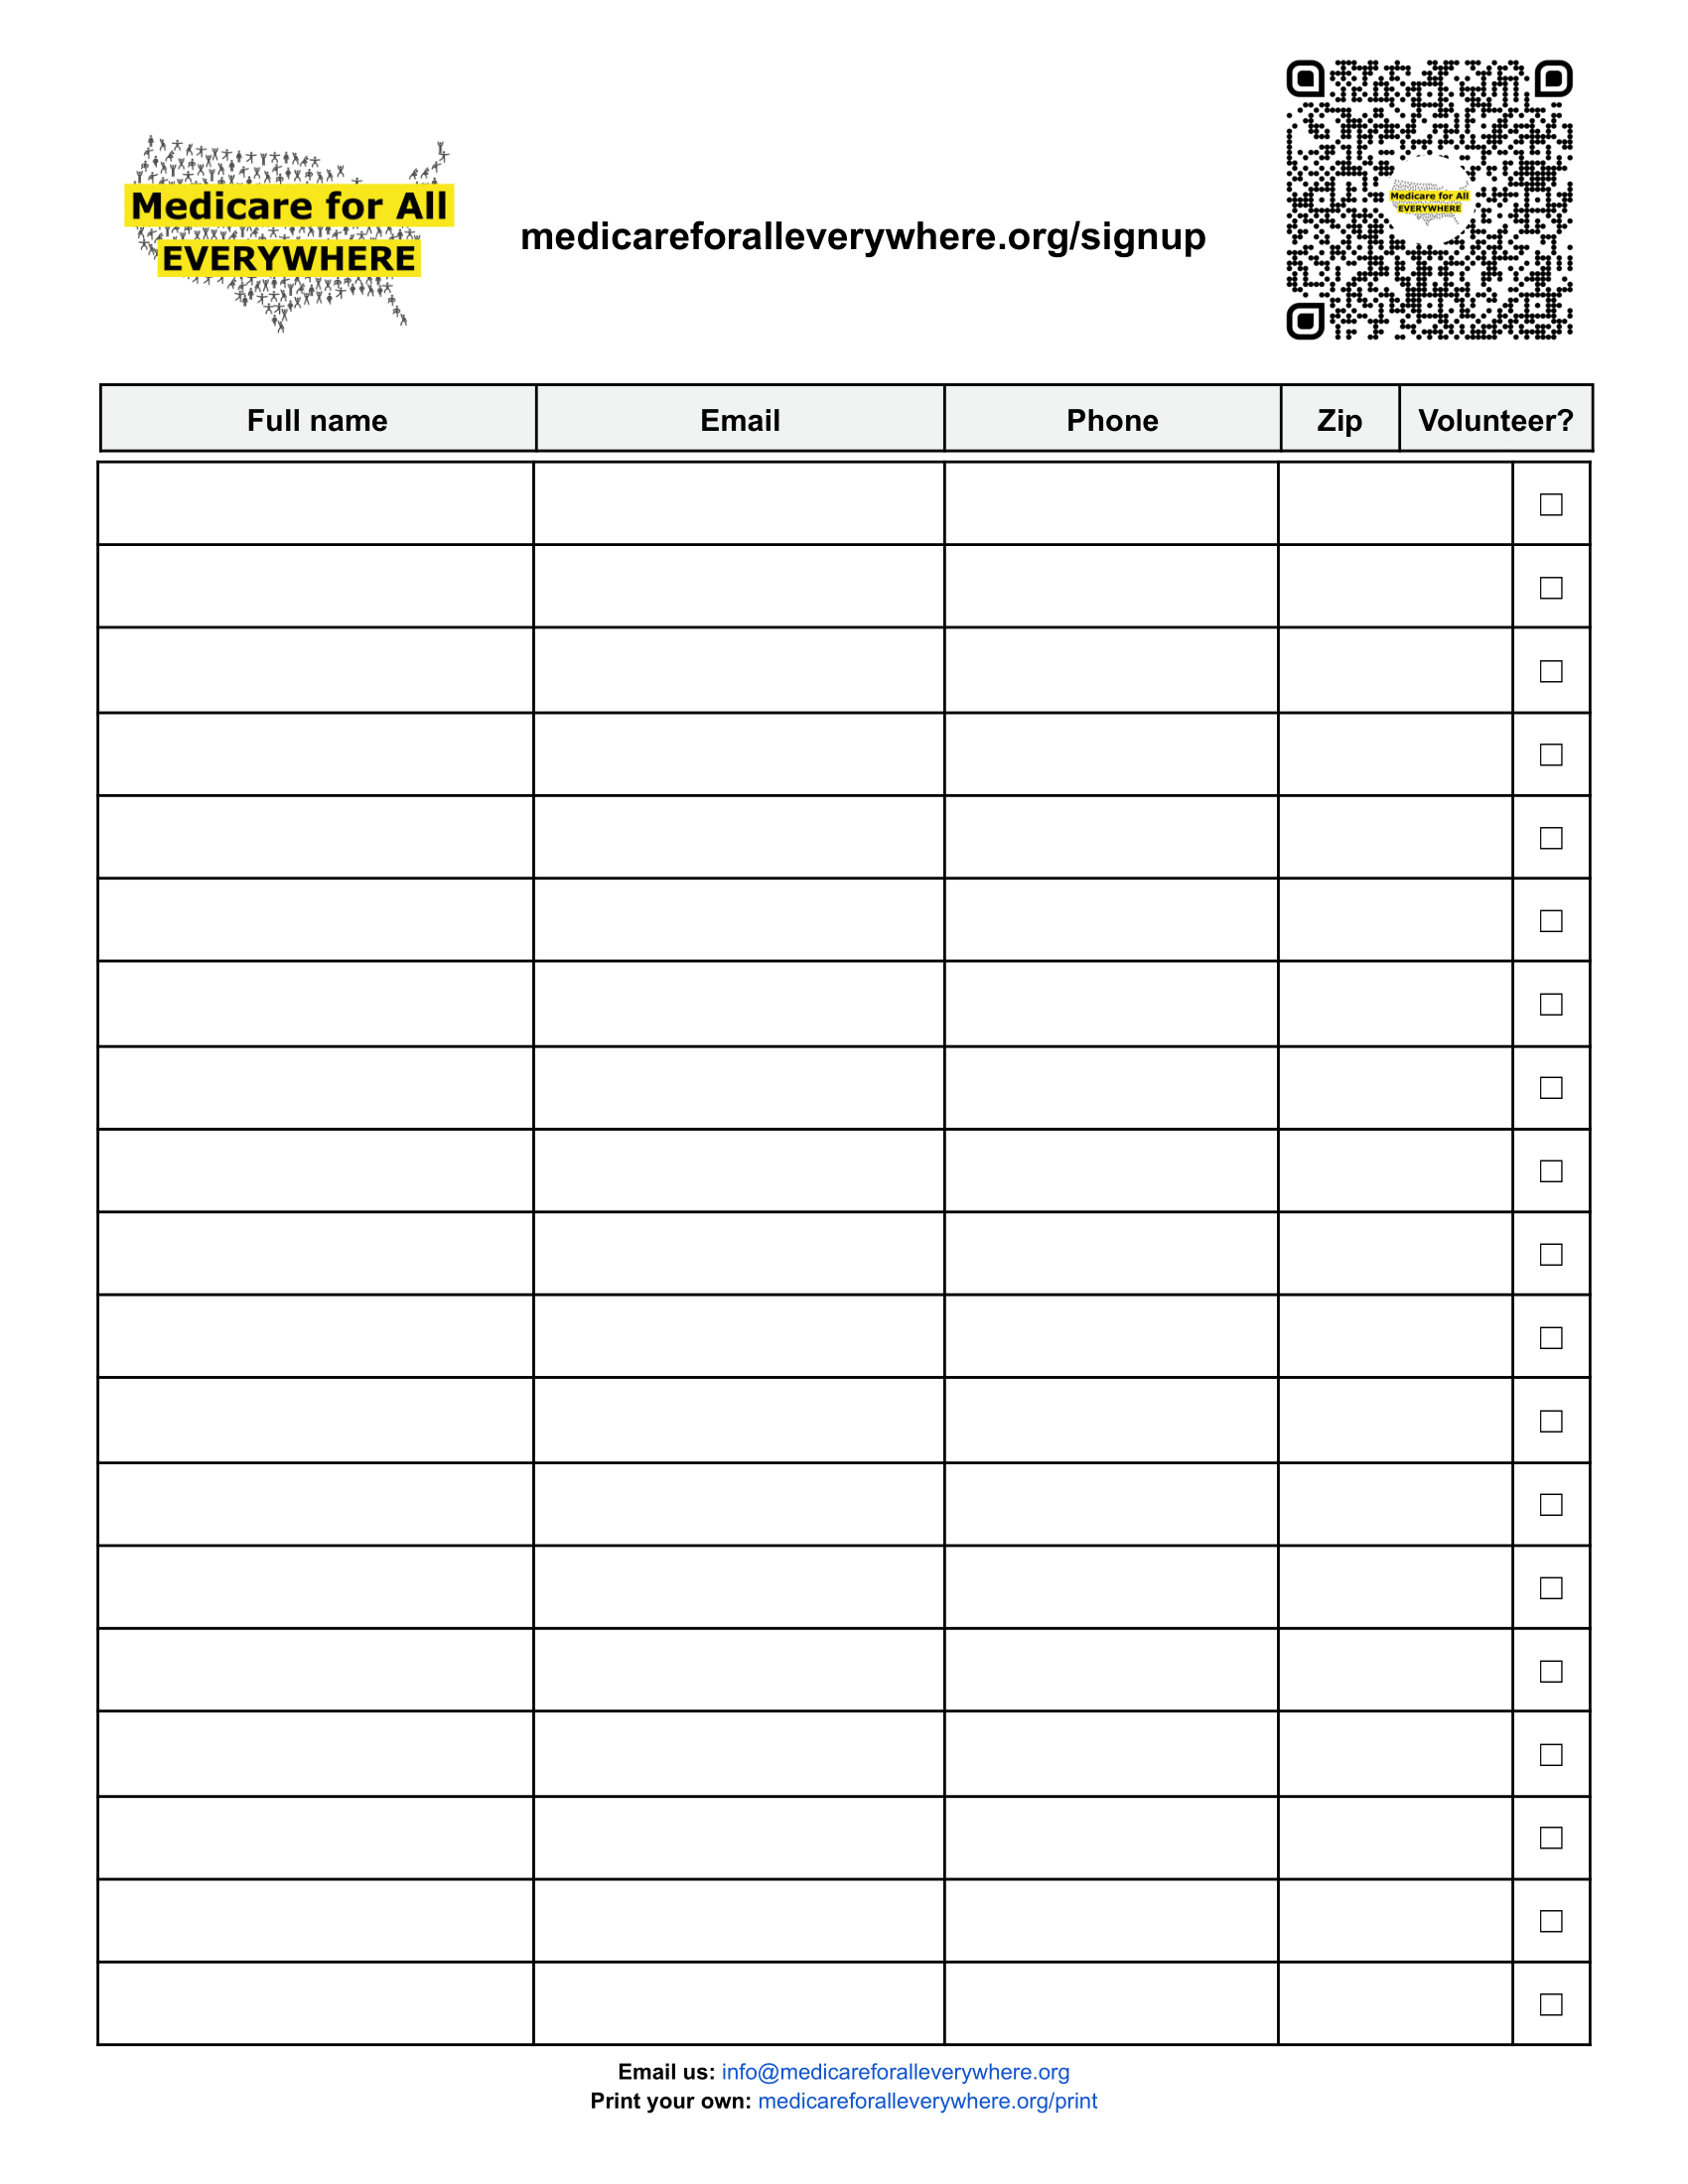 Medicare for All
EVERYWHERE
medicareforalleverywhere.org/signup
Medicare for All
EVERYWHERE
Full name Email Phone Zip Volunteer?
Email us: info@medicareforalleverywhere.org
Print your own: medicareforalleverywhere.org/print